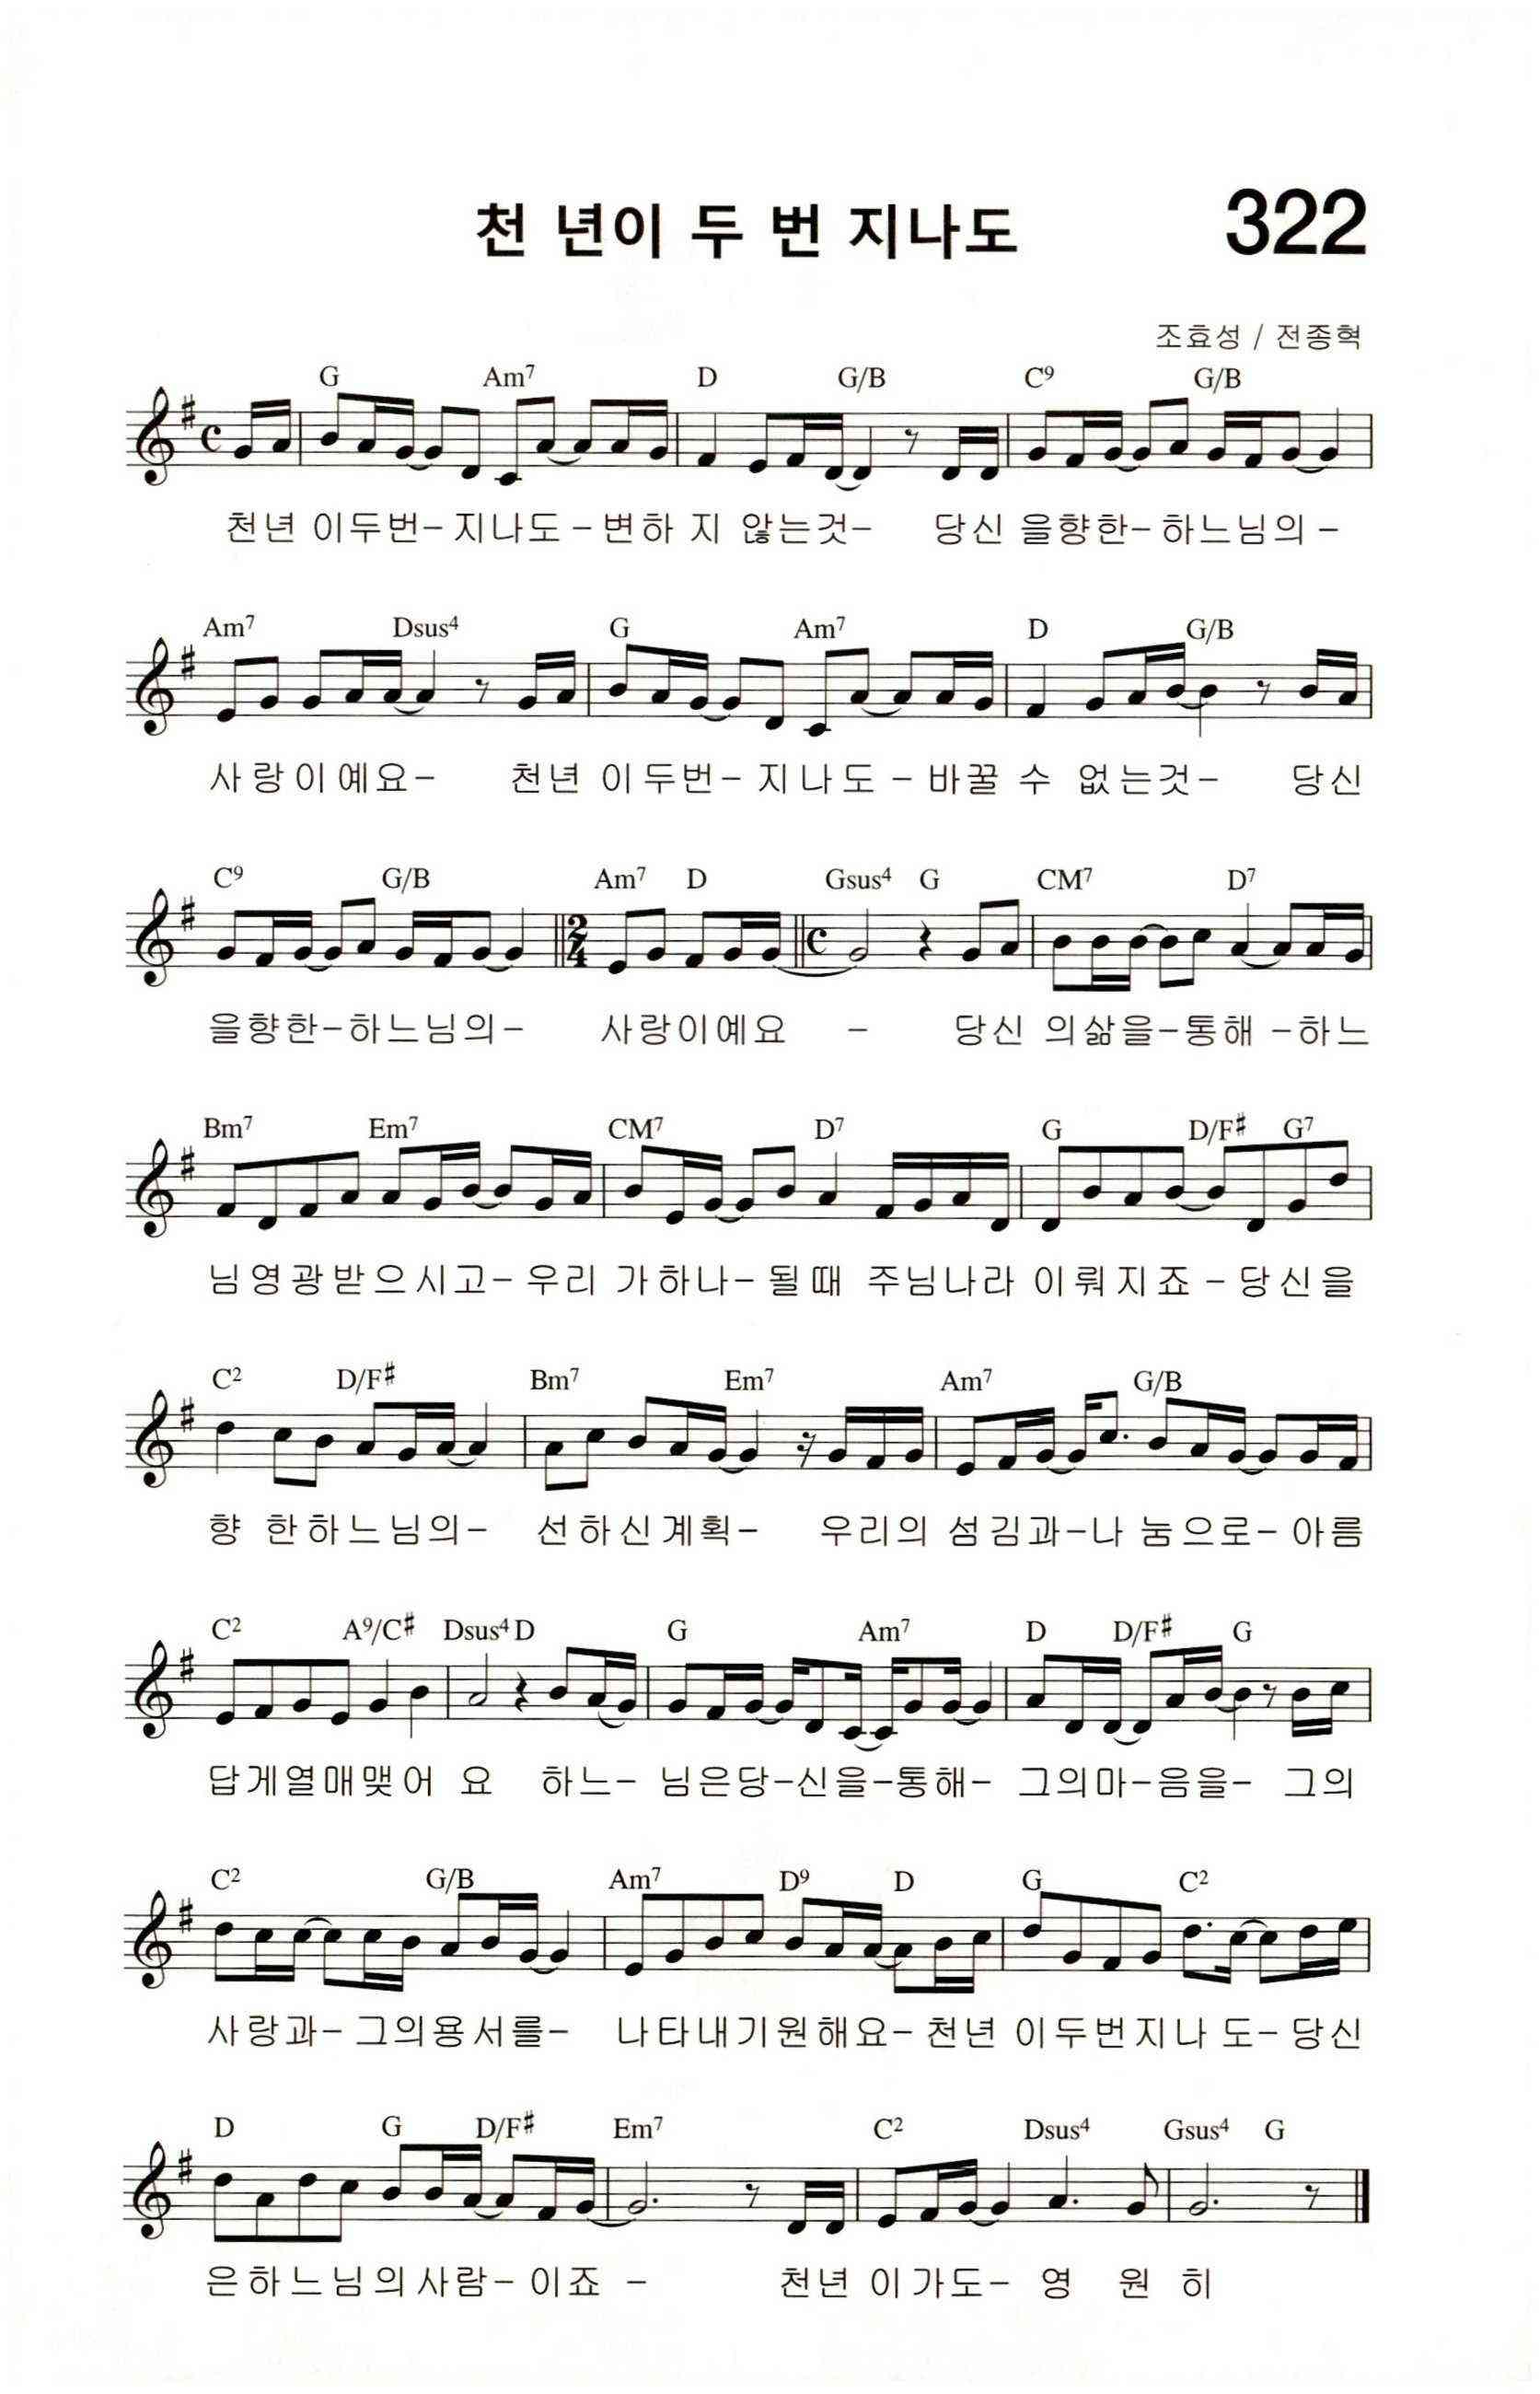 천 년이 두 번 지나도
322
조효성 / 전종혁
G Am7 D G/B C9 G/B
천년 이두번- 지나도 - 변하 지 않는것- 당신 을향한- 하느님의 -
Am7 Dsus4 G Am7 D G/B
사랑이예요- 천년 이두번- 지나도 - 바꿀 수 없는것- 당신
C9 G/B Am7 D Gsus4 G CM7 D7
2
4
을향한-하느님의- 사랑이예요 - 당신 의삶을-통해 -하느
Bm7 Em7 CM7 D7 G D/F♯ G7
님영광받으시고- 우리 가하나- 될때 주님나라 이뤄지죠 - 당신을
C2 D/F♯ Bm7 Em7 Am7 G/B
향 한하느님의- 선하신계획- 우리의 섬김과-나 눔으로- 아름
C2 A9/C♯ Dsus4 D G Am7 D D/F♯ G
답게열매맺어 요 하느- 님은당-신을-통해- 그의마-음을- 그의
C2 G/B Am7 D9 D G C2
사랑과- 그의용서를- 나타내기원해요- 천년 이두번지나 도- 당신
D G D/F♯ Em7 C2 Dsus4 Gsus4 G
은하느님의사람- 이죠 - 천년 이가도- 영 원 히